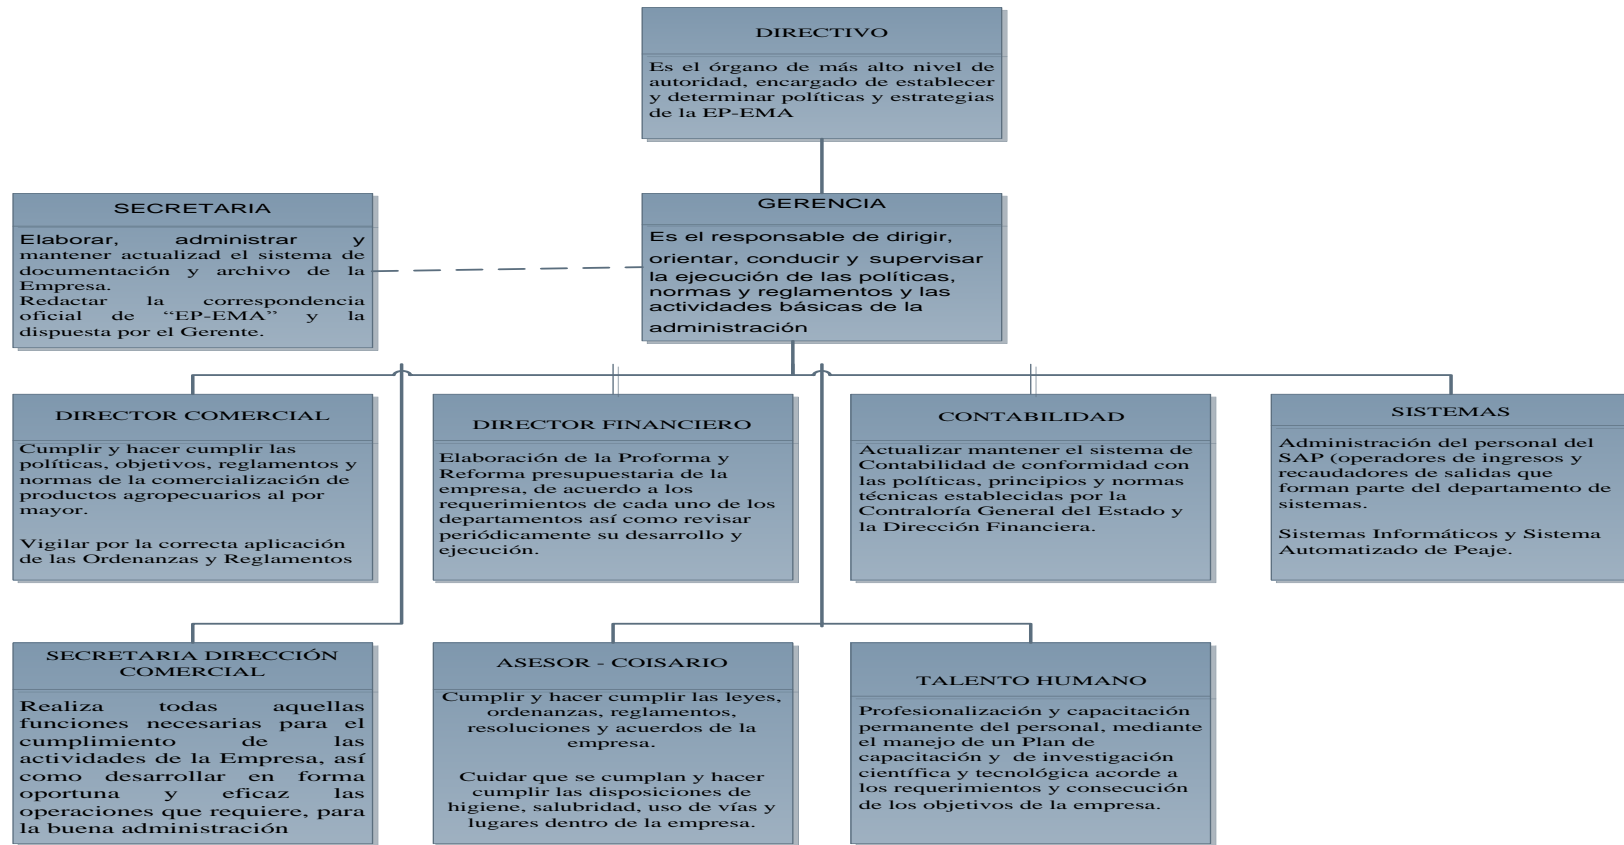 DIRECTIVO
Es el órgano de más alto nivel de
autoridad, encargado de establecer
y determinar políticas y estrategias
de la EP-EMA
SECRETARIA
Elaborar, administrar y
mantener actualizad el sistema de
documentación y archivo de la
Empresa.
Redactar la correspondencia
oficial de “EP-EMA” y la
dispuesta por el Gerente.
GERENCIA
Es el responsable de dirigir,
orientar, conducir y supervisar
la ejecución de las políticas,
normas y reglamentos y las
actividades básicas de la
administración
DIRECTOR COMERCIAL
Cumplir y hacer cumplir las
políticas, objetivos, reglamentos y
normas de la comercialización de
productos agropecuarios al por
mayor.
Vigilar por la correcta aplicación
de las Ordenanzas y Reglamentos
DIRECTOR FINANCIERO
Elaboración de la Proforma y
Reforma presupuestaria de la
empresa, de acuerdo a los
requerimientos de cada uno de los
departamentos así como revisar
periódicamente su desarrollo y
ejecución.
CONTABILIDAD
Actualizar mantener el sistema de
Contabilidad de conformidad con
las políticas, principios y normas
técnicas establecidas por la
Contraloría General del Estado y
la Dirección Financiera.
SISTEMAS
Administración del personal del
SAP (operadores de ingresos y
recaudadores de salidas que
forman parte del departamento de
sistemas.
Sistemas Informáticos y Sistema
Automatizado de Peaje.
SECRETARIA DIRECCIÓN
COMERCIAL
Realiza todas aquellas
funciones necesarias para el
cumplimiento de las
actividades de la Empresa, así
como desarrollar en forma
oportuna y eficaz las
operaciones que requiere, para
la buena administración
ASESOR - COISARIO
Cumplir y hacer cumplir las leyes,
ordenanzas, reglamentos,
resoluciones y acuerdos de la
empresa.
Cuidar que se cumplan y hacer
cumplir las disposiciones de
higiene, salubridad, uso de vías y
lugares dentro de la empresa.
TALENTO HUMANO
Profesionalización y capacitación
permanente del personal, mediante
el manejo de un Plan de
capacitación y de investigación
científica y tecnológica acorde a
los requerimientos y consecución
de los objetivos de la empresa.